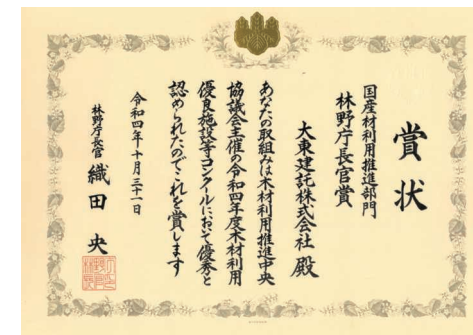 賞状
国産材利用推進部門
林野庁長官賞
大東建託株式会社 殿
あなたの取組みは木材利用推進中央
協議会主催の令和四年度木材利用
優良施設等コンクールにおいて優秀と
認められたのでこれを賞します
令和四年十月三十一日
林野庁長官 織田 央